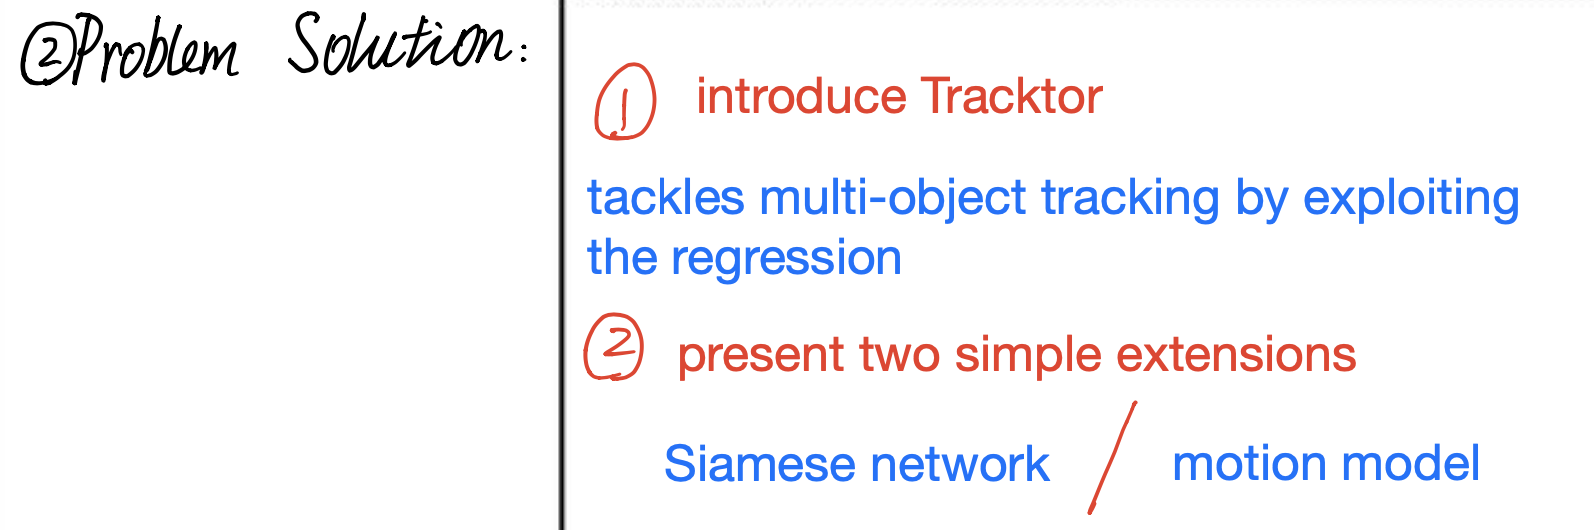 ②Problem Solution:
① introduce Tracktor
tackles multi-object tracking by exploiting
the regression
② present two simple extensions
Siamese network / motion model